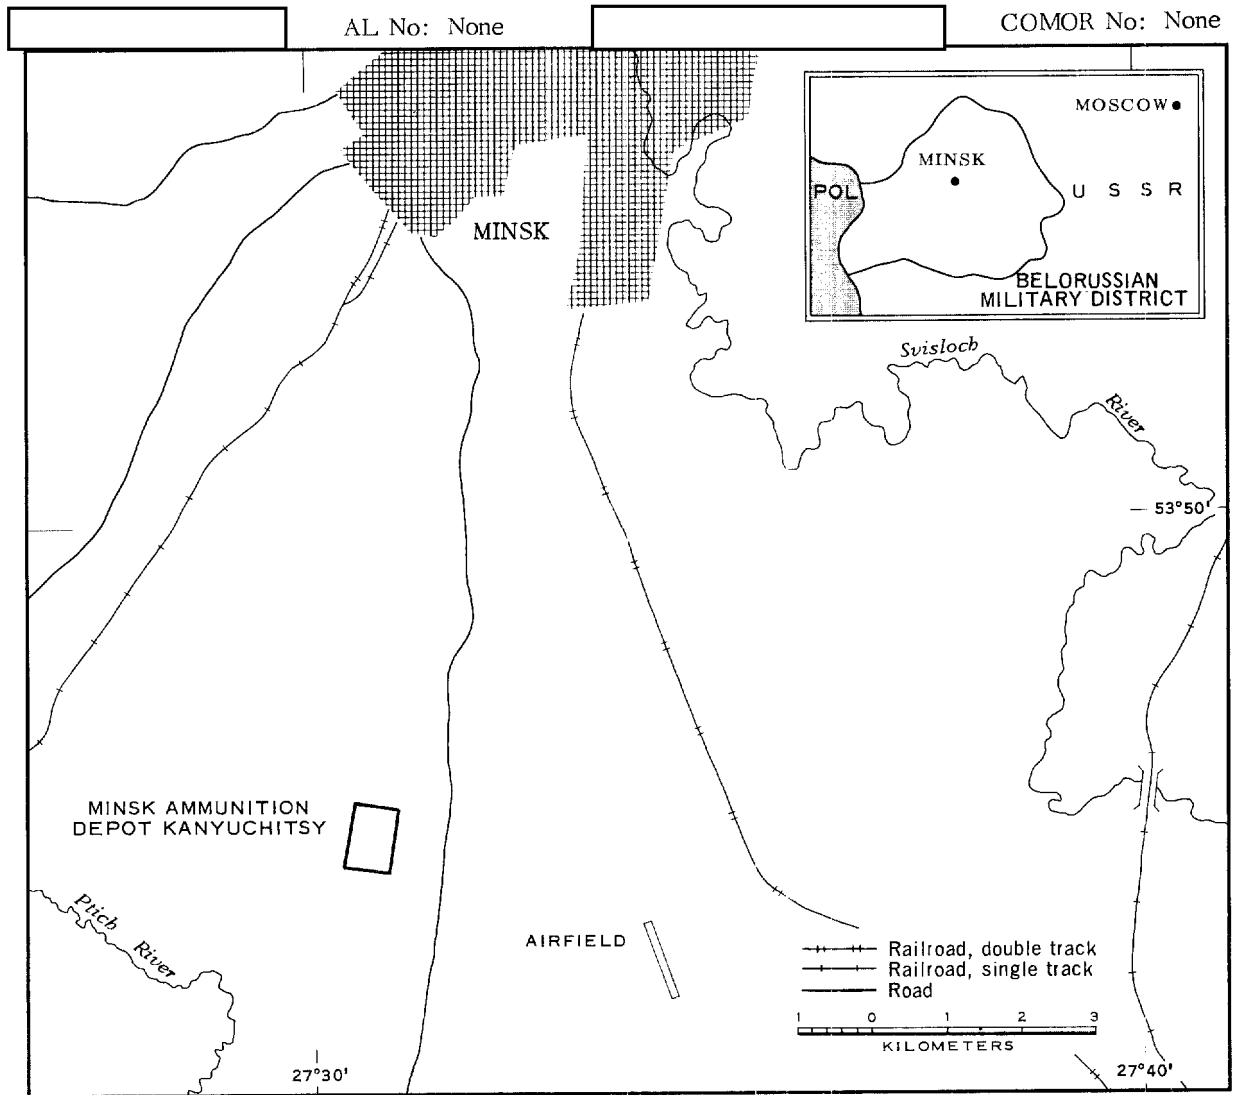 AL No: None
COMOR No: None
MOSCOW
MINSK
POL
U S S R
BELORUSSIAN
MILITARY DISTRICT
MINSK
Svisloch
River
53°50'
MINSK AMMUNITION
DEPOT KANYUCHITSY
Ptich
River
AIRFIELD
Railroad, double track
Railroad, single track
Road
1 0 1 2 3
KILOMETERS
27°30'
27°40'